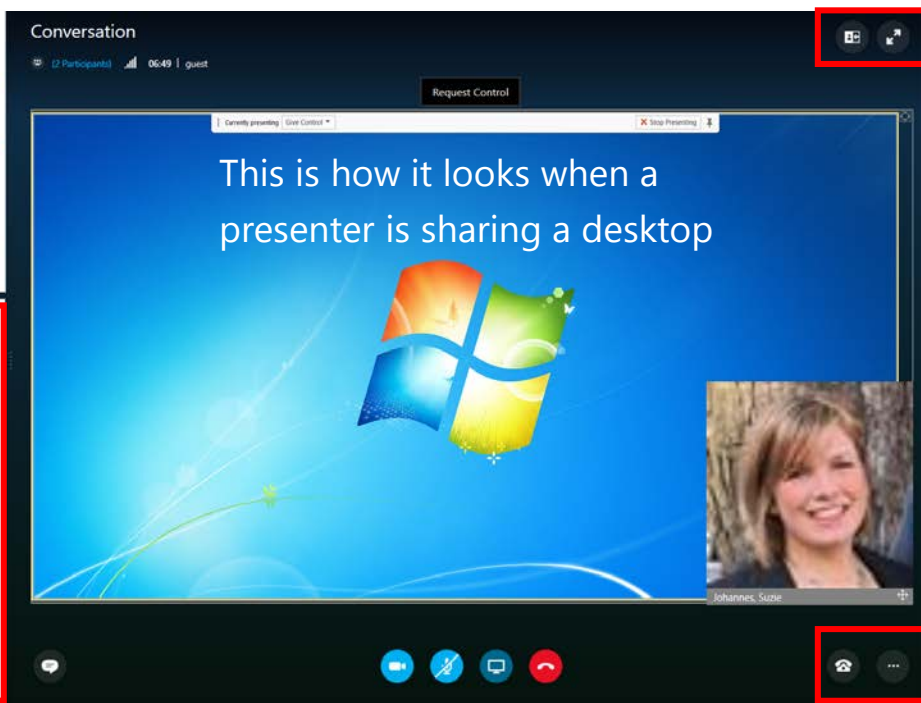 Conversation
(2 Participants) 06:49 | guest
Request Control
Currently presenting Give Control Stop Presenting
This is how it looks when a
presenter is sharing a desktop
Johannes, Suzie